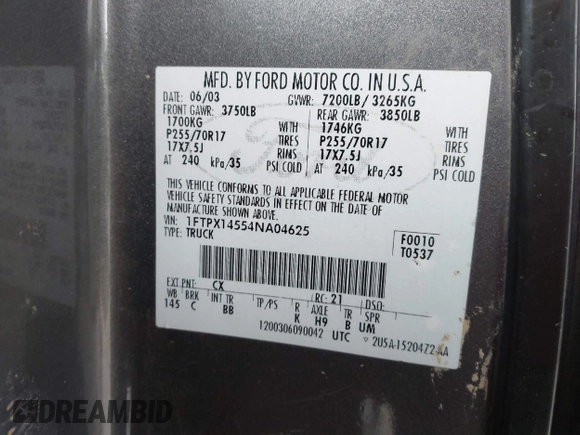 MFD. BY FORD MOTOR CO. IN U.S.A.
DATE: 06/03 GVWR: 7200LB / 3265KG
FRONT GAWR: 3750LB REAR GAWR: 3850LB
1700KG WITH 1746KG WITH
P255/70R17 TIRES P255/70R17 TIRES
17X7.5J RIMS 17X7.5J RIMS
AT 240 kPa/35 PSI COLD AT 240 kPa/35 PSI COLD
THIS VEHICLE CONFORMS TO ALL APPLICABLE FEDERAL MOTOR
VEHICLE SAFETY STANDARDS IN EFFECT ON THE DATE OF
MANUFACTURE SHOWN ABOVE.
VIN: 1FTPX14554NA04625
TYPE: TRUCK
F0010
T0537
EXT PNT: CX RC: 21 DSO:
WB BRK INT TR TP/PS R AXLE TR SPR
145 C BB K H9 B UM
1200306090042 UTC 2U5A-1520472-AA
Ford
DREAMBID